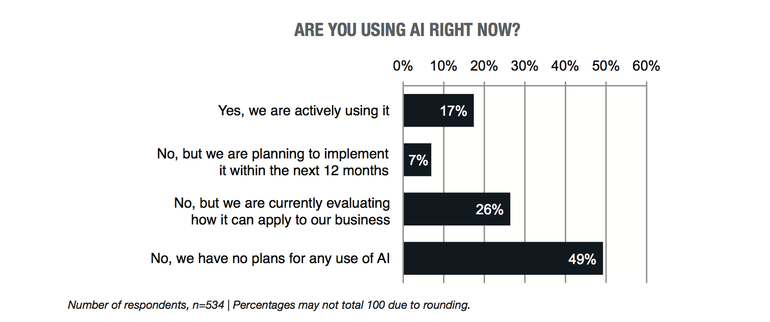 ARE YOU USING AI RIGHT NOW?
0% 10% 20% 30% 40% 50% 60%
Yes, we are actively using it 17%
No, but we are planning to implement
it within the next 12 months 7%
No, but we are currently evaluating
how it can apply to our business 26%
No, we have no plans for any use of AI 49%
Number of respondents, n=534 | Percentages may not total 100 due to rounding.